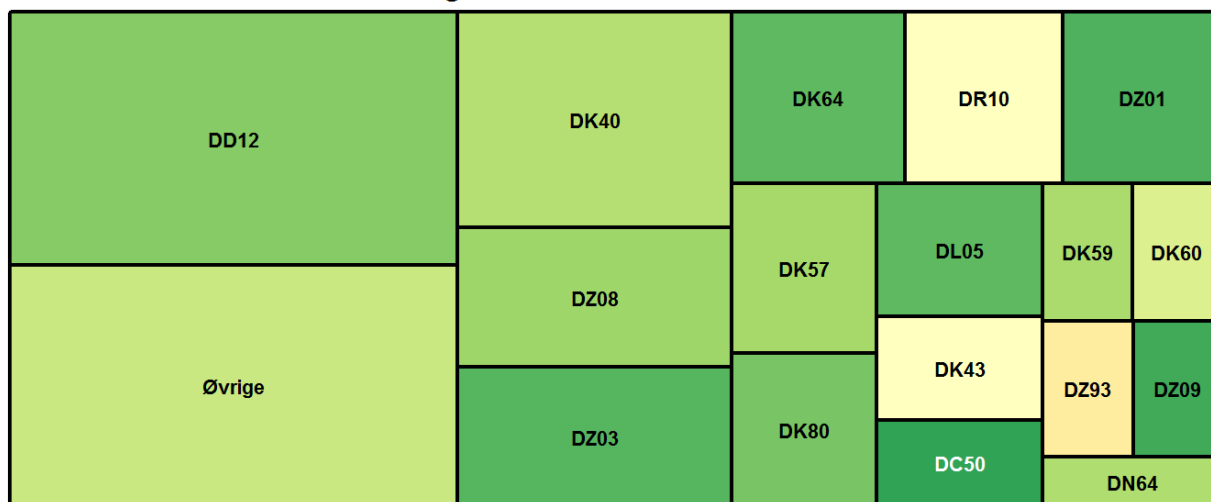 DD12
Øvrige
DK40
DZ08
DZ03
DK64
DR10
DZ01
DK57
DK80
DL05
DK43
DC50
DK59
DK60
DZ93
DZ09
DN64